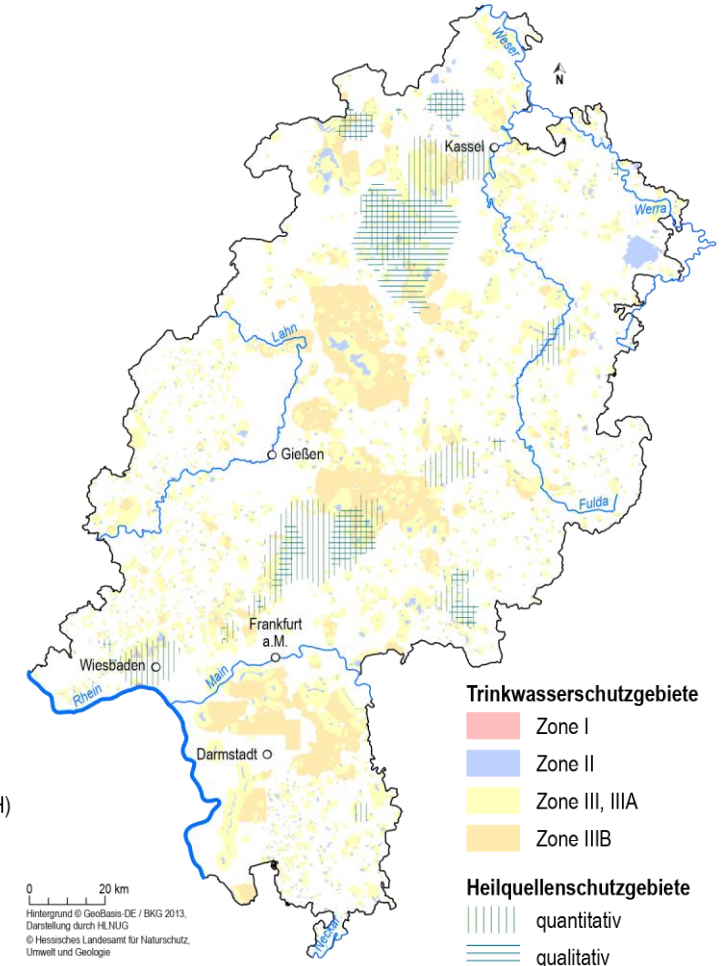 Weser
N
Kassel
Werra
Lahn
Gießen
Fulda
Frankfurt
a.M.
Wiesbaden
Main
Rhein
Darmstadt
Neckar
H)
Trinkwasserschutzgebiete
Zone I
Zone II
Zone III, IIIA
Zone IIIB
Heilquellenschutzgebiete
quantitativ
qualitativ
0 20 km
Hintergrund © GeoBasis-DE / BKG 2013,
Darstellung durch HLNUG
© Hessisches Landesamt für Naturschutz,
Umwelt und Geologie